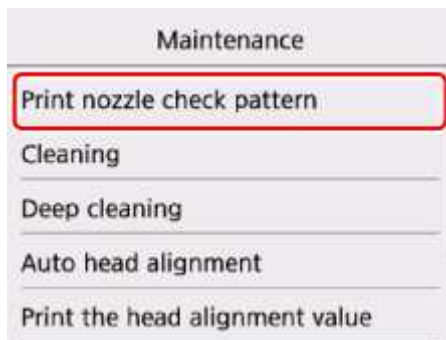 Maintenance
Print nozzle check pattern
Cleaning
Deep cleaning
Auto head alignment
Print the head alignment value